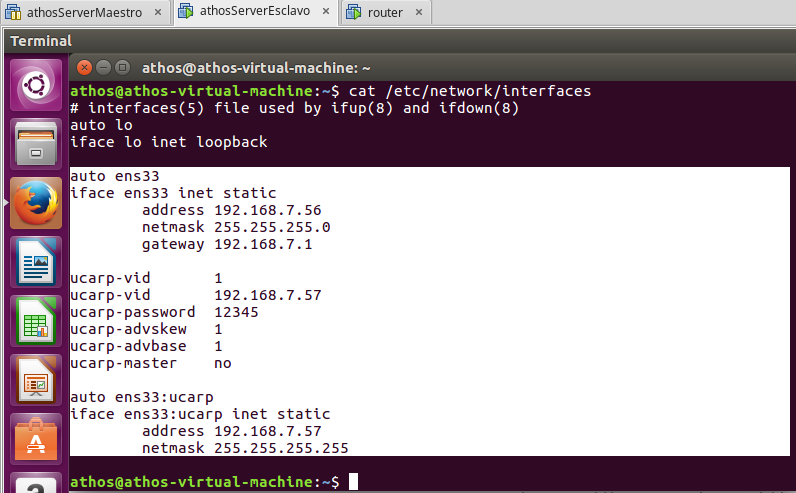 athosServerMaestro × athosServerEsclavo × router ×
Terminal
athos@athos-virtual-machine: ~
athos@athos-virtual-machine:~$ cat /etc/network/interfaces
# interfaces(5) file used by ifup(8) and ifdown(8)
auto lo
iface lo inet loopback
auto ens33
iface ens33 inet static
        address 192.168.7.56
        netmask 255.255.255.0
        gateway 192.168.7.1
ucarp-vid       1
ucarp-vid       192.168.7.57
ucarp-password  12345
ucarp-advskew   1
ucarp-advbase   1
ucarp-master    no
auto ens33:ucarp
iface ens33:ucarp inet static
        address 192.168.7.57
        netmask 255.255.255.255
athos@athos-virtual-machine:~$